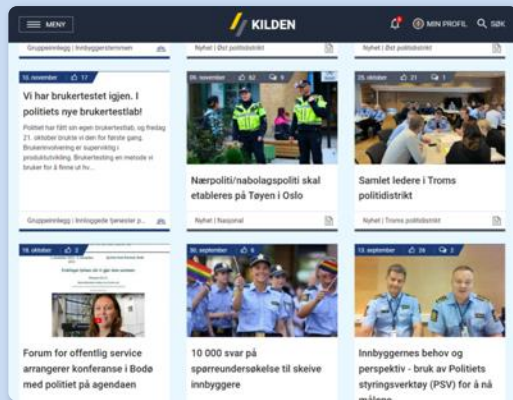 MENY
KILDEN
MIN PROFIL
SØK
Gruppeinnlegg | Innbyggerstemmen
Nyhet | Øst politidistrikt
Nyhet | Øst politidistrikt
10. november 17
Vi har brukertestet igjen. I
politiets nye brukertestlab!
Politiet har fått sin egen brukertestlab, og fredag
21. oktober brukte vi den for første gang.
Brukerinvolvering er superviktig i
produktutvikling. Brukertesting en metode vi
bruker for å finne ut hv...
Gruppeinnlegg | Innloggede tjenester p...
09. november 62 9
Nærpoliti/nabolagspoliti skal
etableres på Tøyen i Oslo
Nyhet | Nasjonal
25. oktober 21 1
Samlet ledere i Troms
politidistrikt
Nyhet | Troms politidistrikt
19. oktober 2
Forum for offentlig service
arrangerer konferanse i Bodø
med politiet på agendaen
30. september 6
10 000 svar på
spørreundersøkelse til skeive
innbyggere
13. september 26 2
Innbyggernes behov og
perspektiv - bruk av Politiets
styringsverktøy (PSV) for å nå
målene